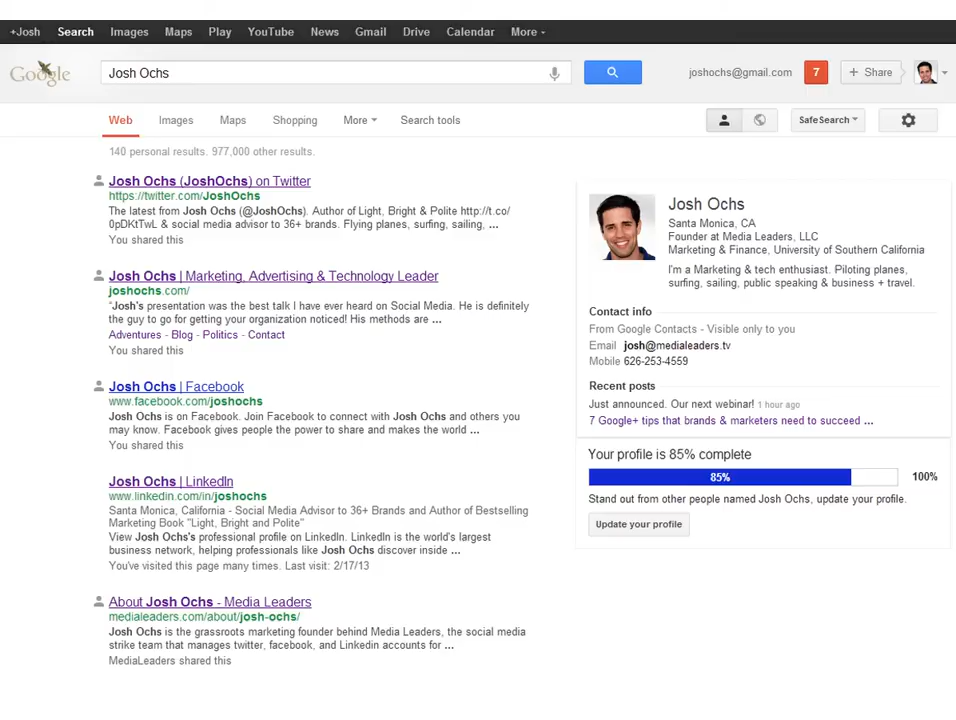 +Josh Search Images Maps Play YouTube News Gmail Drive Calendar More
Google
Josh Ochs
joshochs@gmail.com 7 + Share
Web Images Maps Shopping More Search tools SafeSearch
140 personal results. 977,000 other results.
Josh Ochs (JoshOchs) on Twitter
https://twitter.com/JoshOchs
The latest from Josh Ochs (@JoshOchs). Author of Light, Bright & Polite http://t.co/
0pDKtTwL & social media advisor to 36+ brands. Flying planes, surfing, sailing, ...
You shared this
Josh Ochs | Marketing, Advertising & Technology Leader
joshochs.com/
"Josh's presentation was the best talk I have ever heard on Social Media. He is definitely
the guy to go for getting your organization noticed! His methods are ...
Adventures - Blog - Politics - Contact
You shared this
Josh Ochs | Facebook
www.facebook.com/joshochs
Josh Ochs is on Facebook. Join Facebook to connect with Josh Ochs and others you
may know. Facebook gives people the power to share and makes the world ...
You shared this
Josh Ochs | LinkedIn
www.linkedin.com/in/joshochs
Santa Monica, California - Social Media Advisor to 36+ Brands and Author of Bestselling
Marketing Book "Light, Bright and Polite"
View Josh Ochs's professional profile on LinkedIn. LinkedIn is the world's largest
business network, helping professionals like Josh Ochs discover inside ...
You've visited this page many times. Last visit: 2/17/13
About Josh Ochs - Media Leaders
medialeaders.com/about/josh-ochs/
Josh Ochs is the grassroots marketing founder behind Media Leaders, the social media
strike team that manages twitter, facebook, and Linkedin accounts for ...
MediaLeaders shared this
Josh Ochs
Santa Monica, CA
Founder at Media Leaders, LLC
Marketing & Finance, University of Southern California
I'm a Marketing & tech enthusiast. Piloting planes,
surfing, sailing, public speaking & business + travel.
Contact info
From Google Contacts - Visible only to you
Email josh@medialeaders.tv
Mobile 626-253-4559
Recent posts
Just announced. Our next webinar! 1 hour ago
7 Google+ tips that brands & marketers need to succeed ...
Your profile is 85% complete
85% 100%
Stand out from other people named Josh Ochs, update your profile.
Update your profile